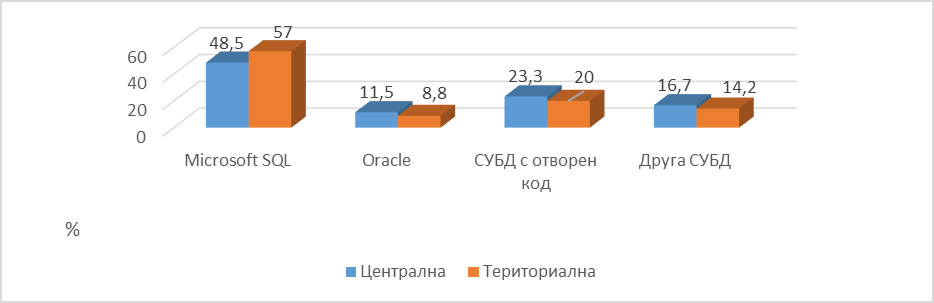 57
48,5
60
23,3
20
40
16,7
14,2
11,5
8,8
20
0
Microsoft SQL
Oracle
СУБД с отворен
код
Друга СУБД
%
Централна
Териториална